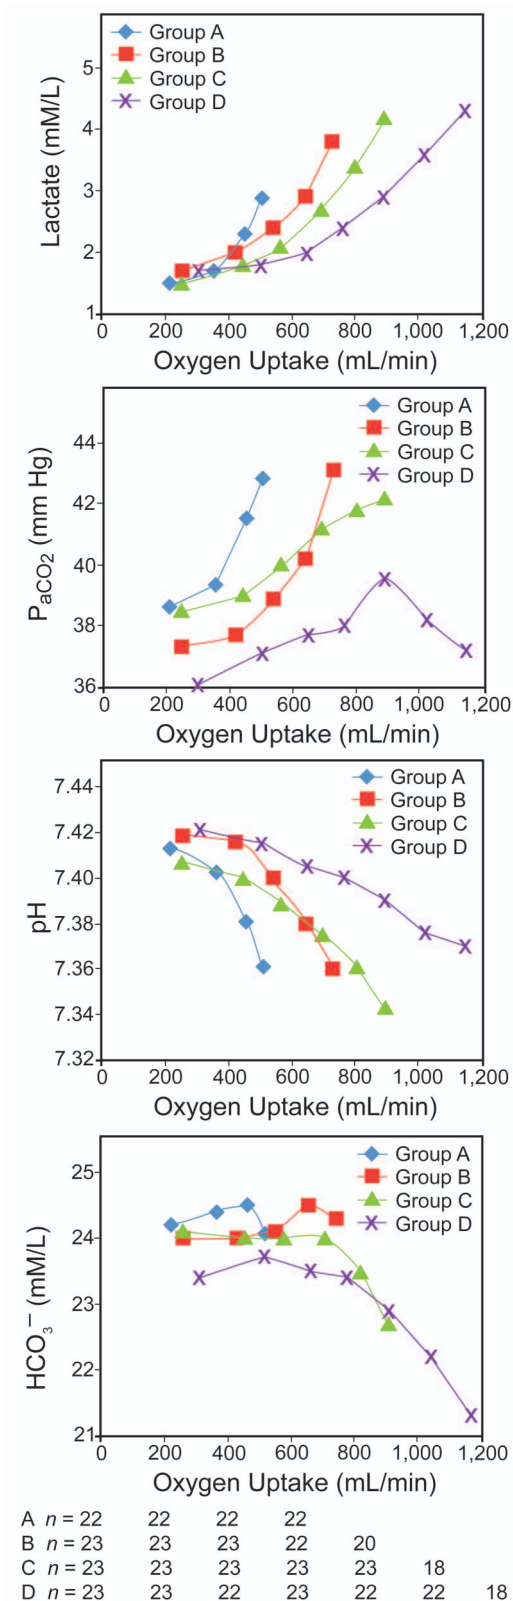 Group A
Group B
Group C
Group D
Lactate (mM/L)
5
4
3
2
1
0 200 400 600 800 1,000 1,200
Oxygen Uptake (mL/min)
Group A
Group B
Group C
Group D
PaCO2 (mm Hg)
44
42
40
38
36
0 200 400 600 800 1,000 1,200
Oxygen Uptake (mL/min)
Group A
Group B
Group C
Group D
pH
7.44
7.42
7.40
7.38
7.36
7.34
7.32
0 200 400 600 800 1,000 1,200
Oxygen Uptake (mL/min)
Group A
Group B
Group C
Group D
HCO3− (mM/L)
25
24
23
22
21
0 200 400 600 800 1,000 1,200
Oxygen Uptake (mL/min)
A n = 22 22 22 22
B n = 23 23 23 22 20
C n = 23 23 23 23 23 18
D n = 23 23 22 23 22 22 18